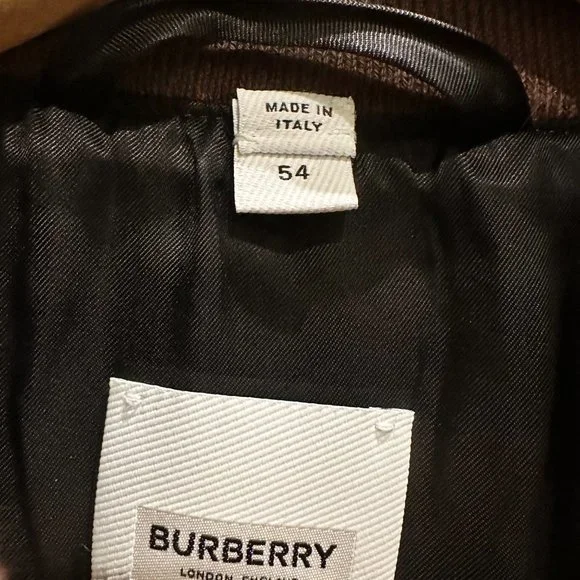 MADE IN
ITALY
54
BURBERRY
LONDON ENGLAND